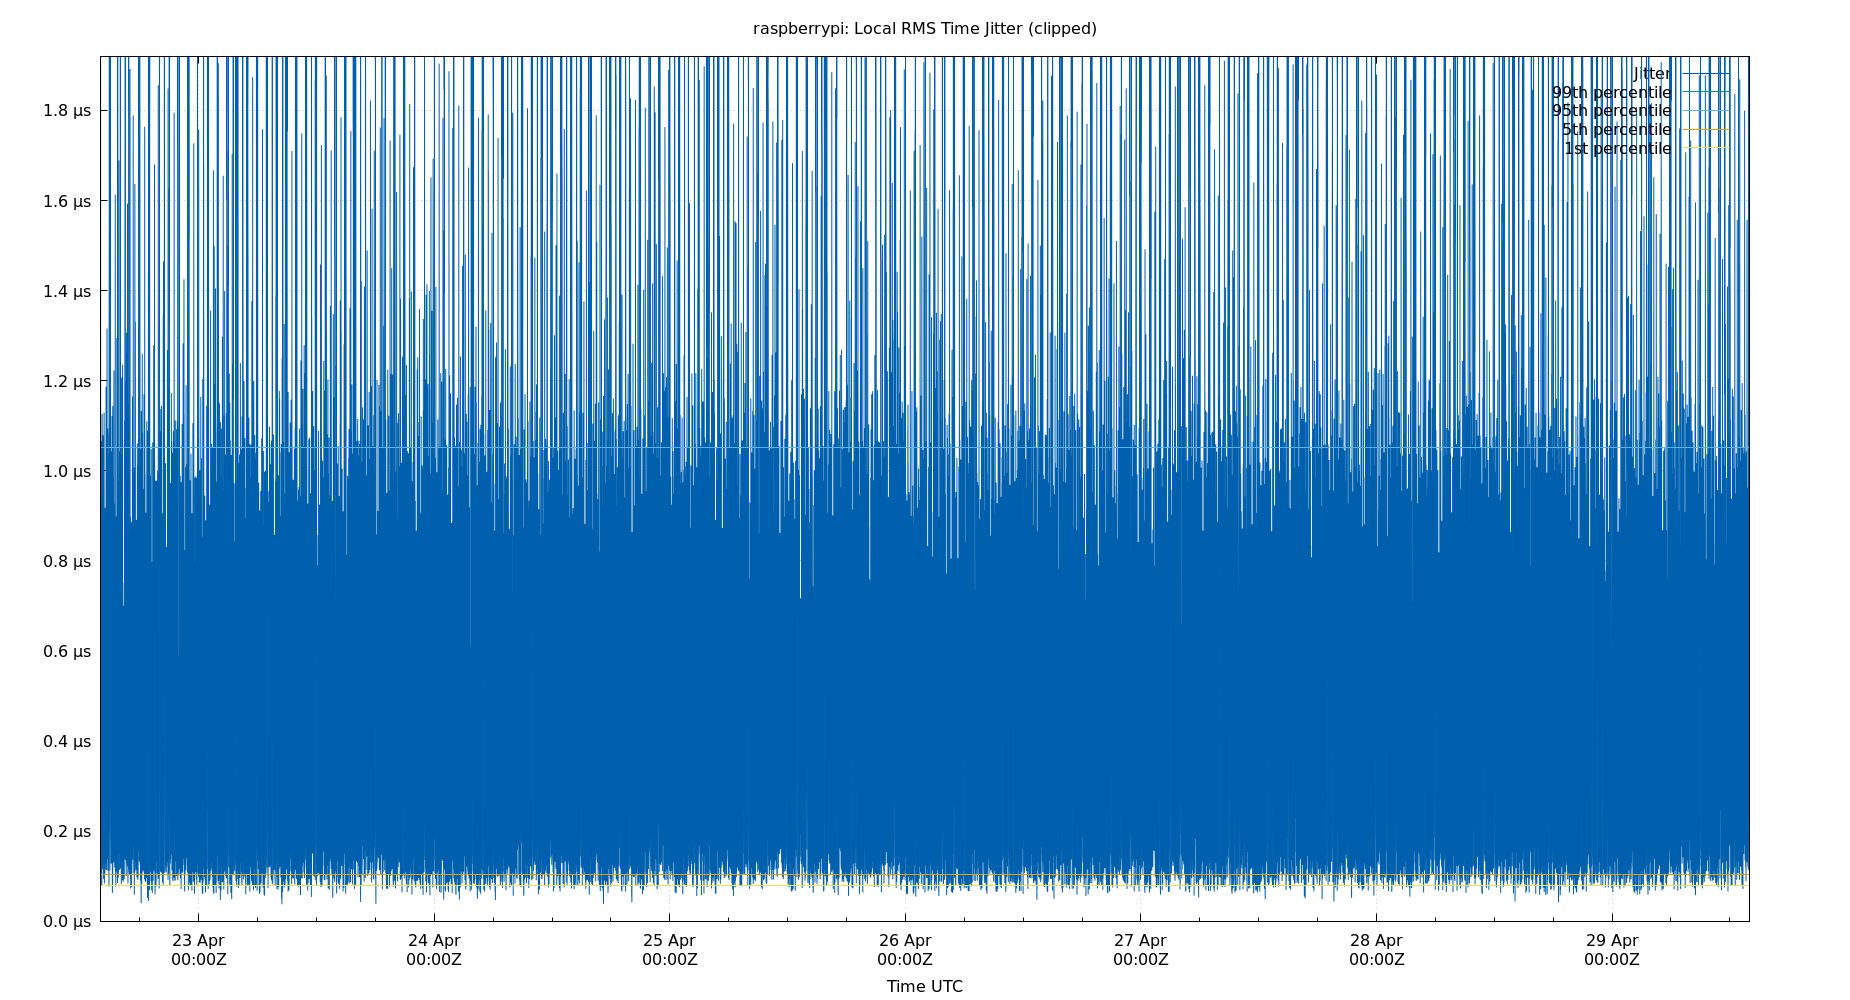 raspberrypi: Local RMS Time Jitter (clipped)
Jitter
99th percentile
95th percentile
5th percentile
1st percentile
1.8 µs
1.6 µs
1.4 µs
1.2 µs
1.0 µs
0.8 µs
0.6 µs
0.4 µs
0.2 µs
0.0 µs
23 Apr 24 Apr 25 Apr 26 Apr 27 Apr 28 Apr 29 Apr
00:00Z 00:00Z 00:00Z 00:00Z 00:00Z 00:00Z 00:00Z
Time UTC